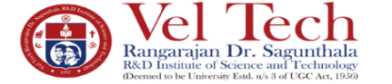 Vel Tech
Rangarajan Dr. Sagunthala
R&D Institute of Science and Technology
(Deemed to be University Estd. u/s 3 of UGC Act, 1956)